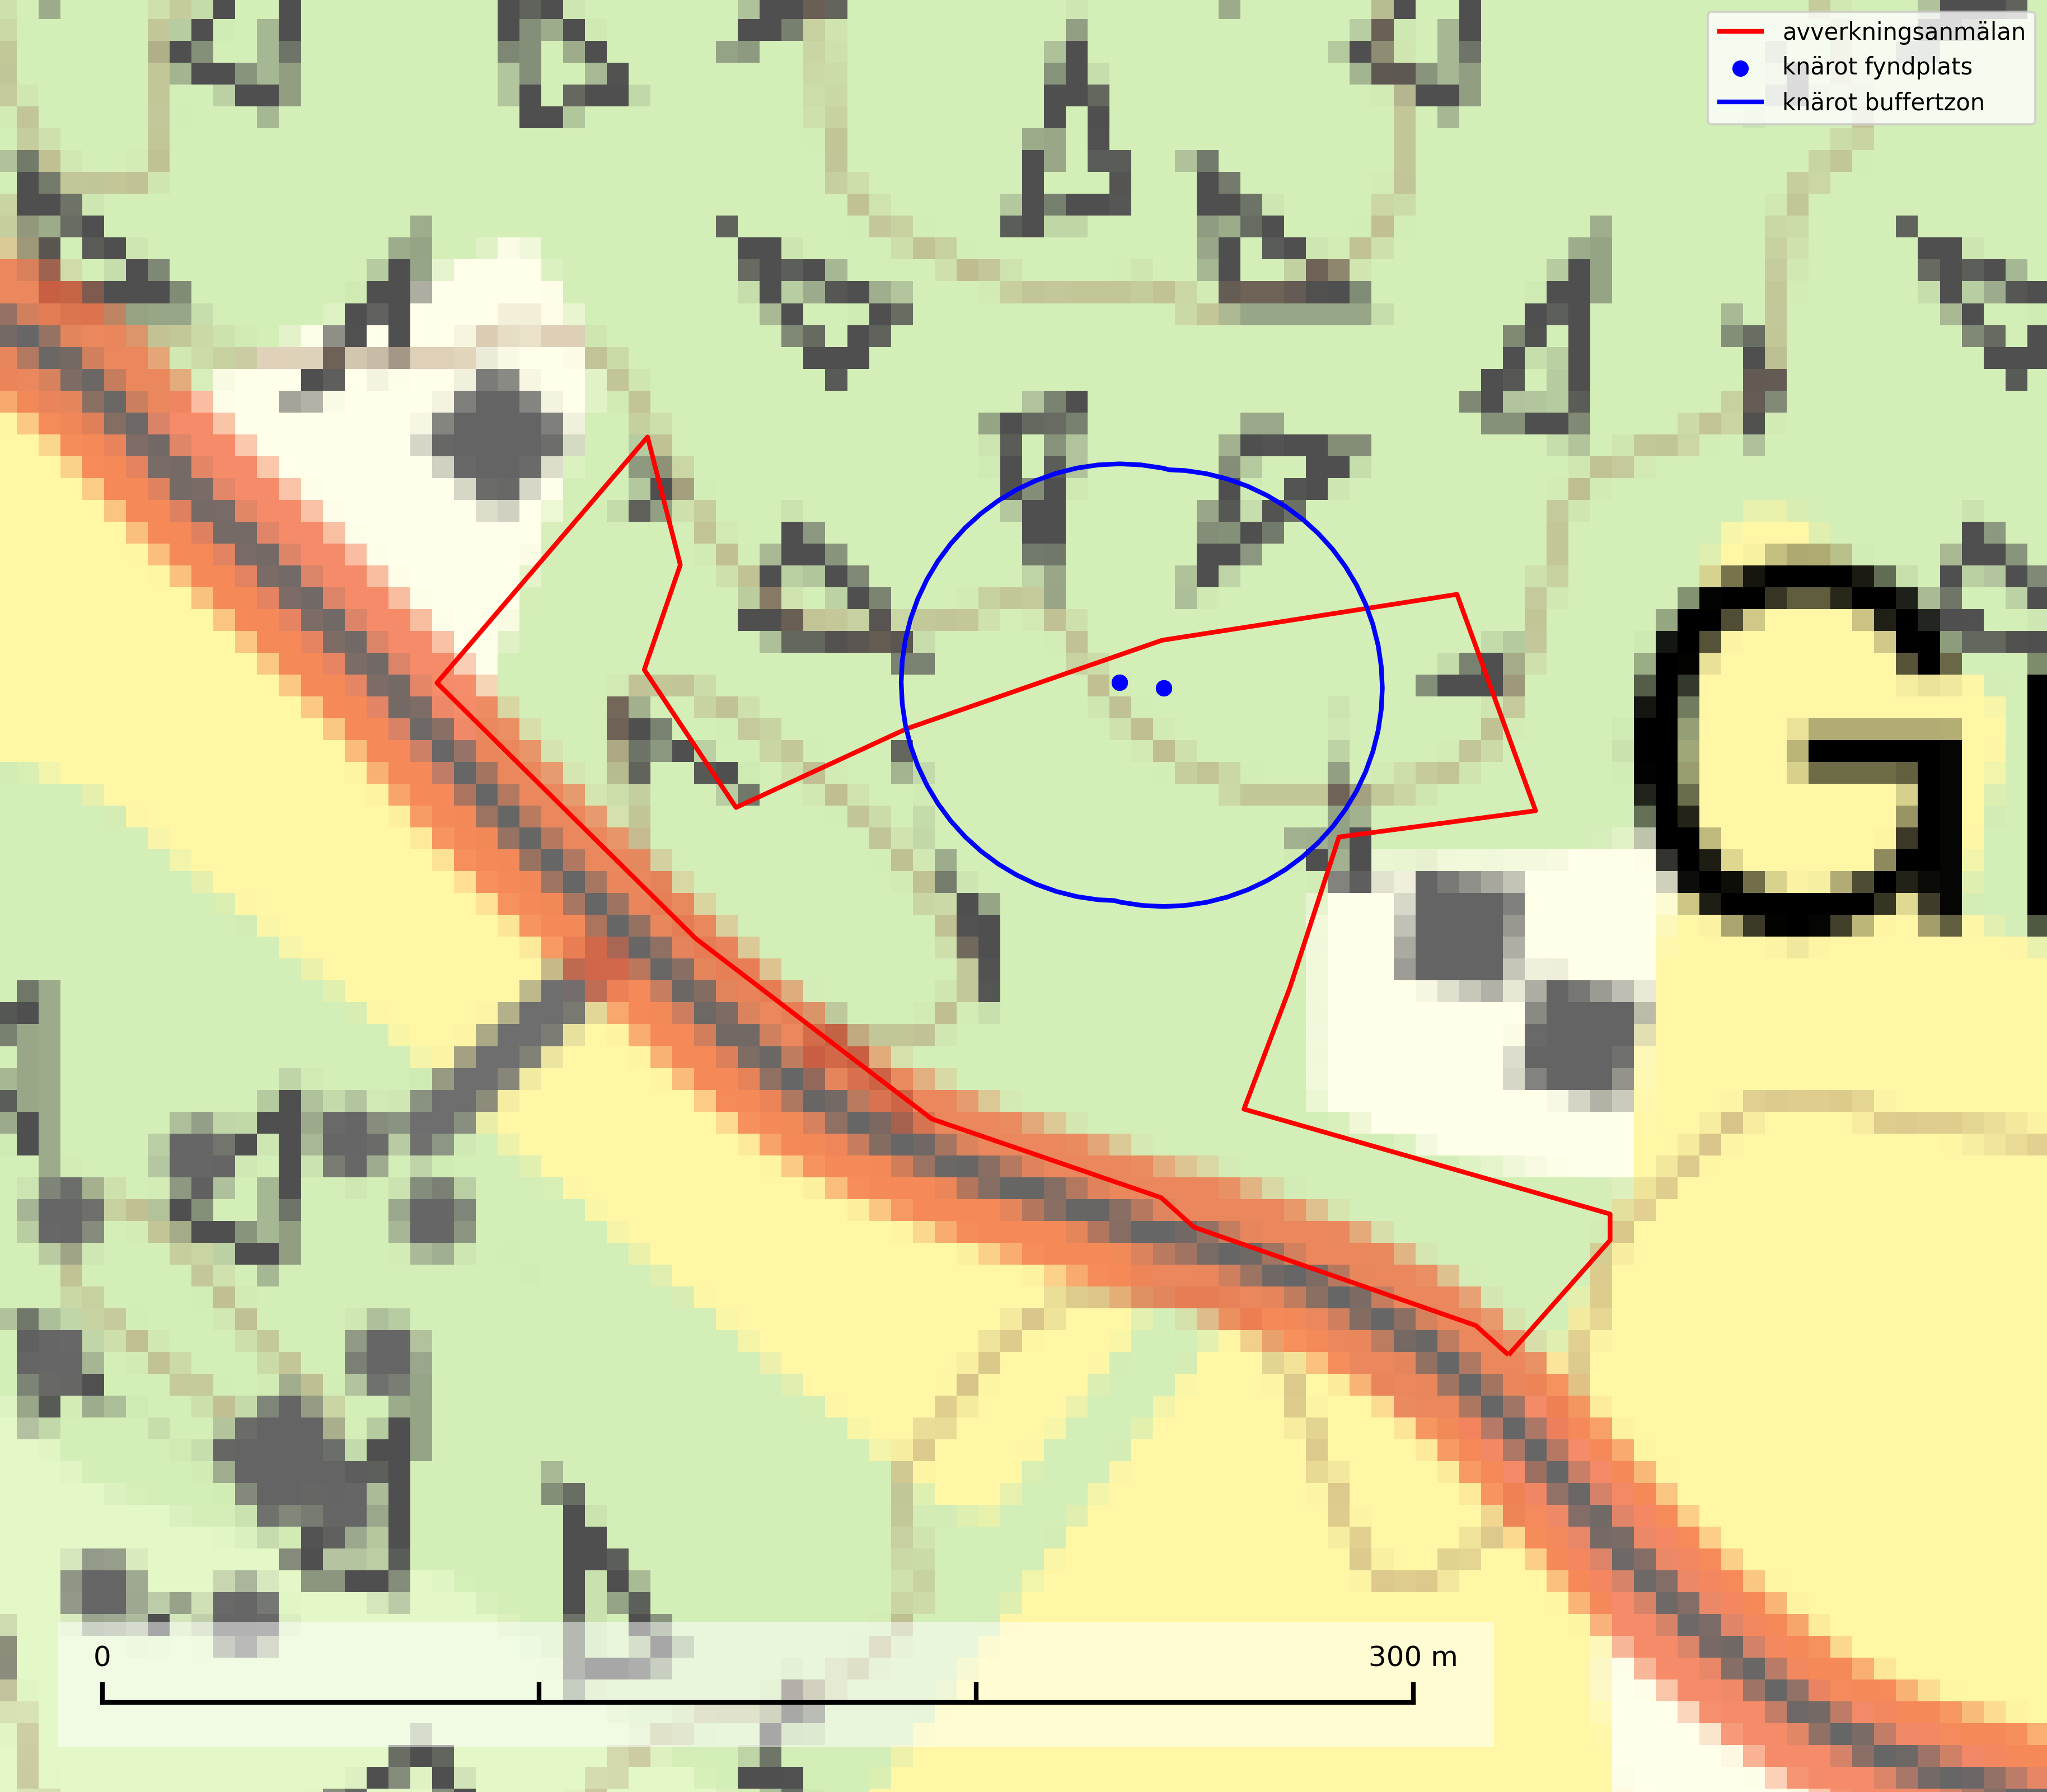 avverkningsanmälan
knärot fyndplats
knärot buffertzon
G
0 300 m